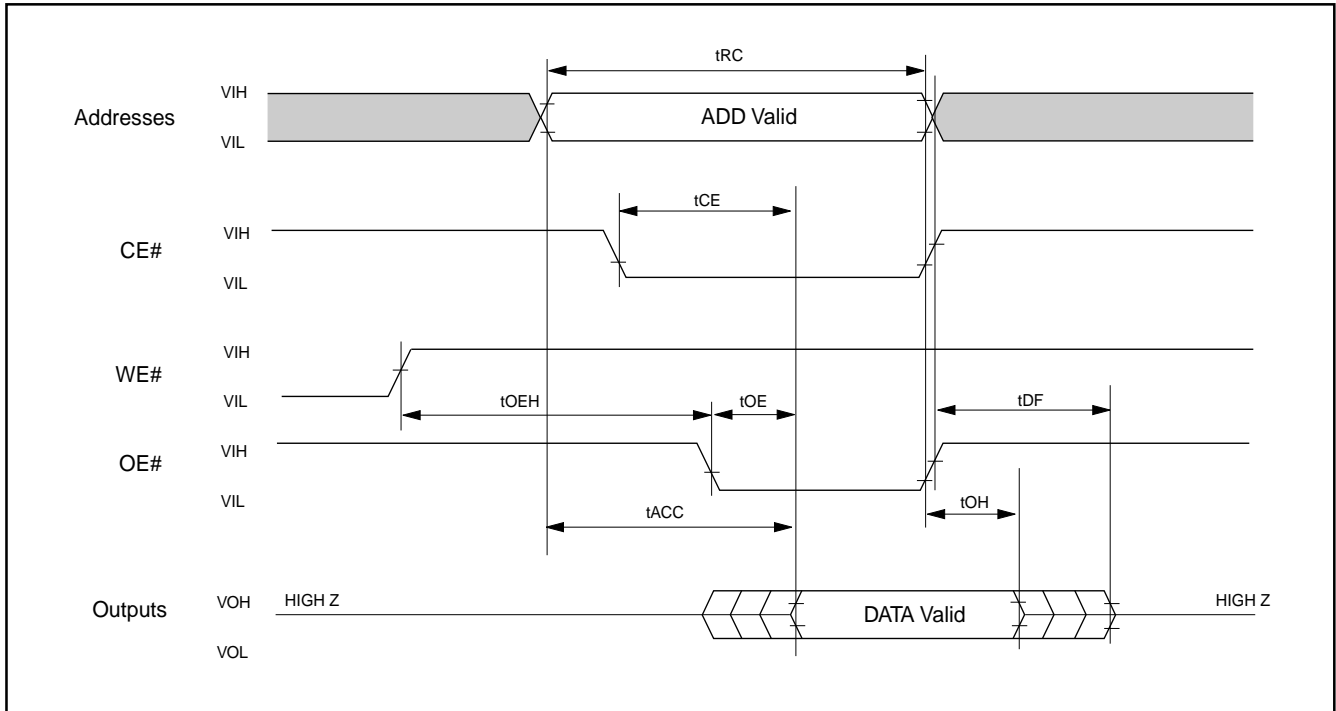 tRC
VIH
Addresses
ADD Valid
VIL
tCE
VIH
CE#
VIL
VIH
WE#
VIL
tOEH
tOE
tDF
VIH
OE#
VIL
tACC
tOH
Outputs
VOH
HIGH Z
DATA Valid
HIGH Z
VOL